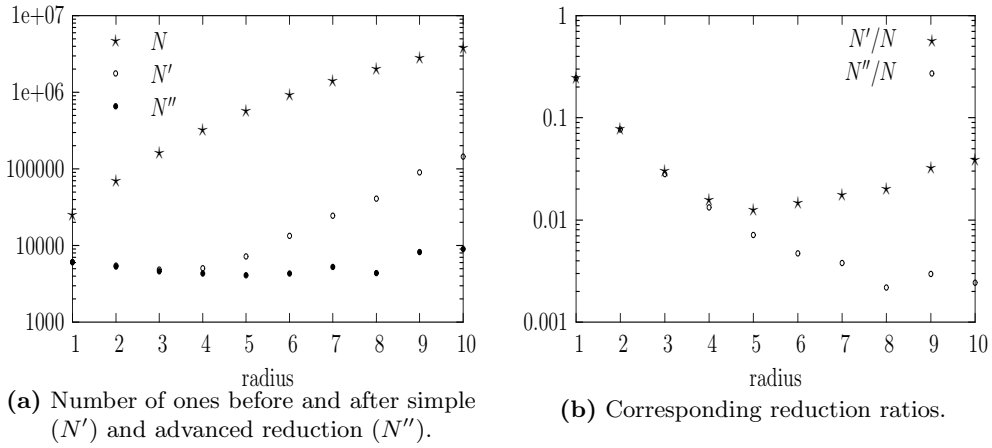 1e+07
1e+06
100000
10000
1000
N
N′
N″
1 2 3 4 5 6 7 8 9 10
radius
(a) Number of ones before and after simple
(N′) and advanced reduction (N″).
1
0.1
0.01
0.001
N′/N
N″/N
1 2 3 4 5 6 7 8 9 10
radius
(b) Corresponding reduction ratios.